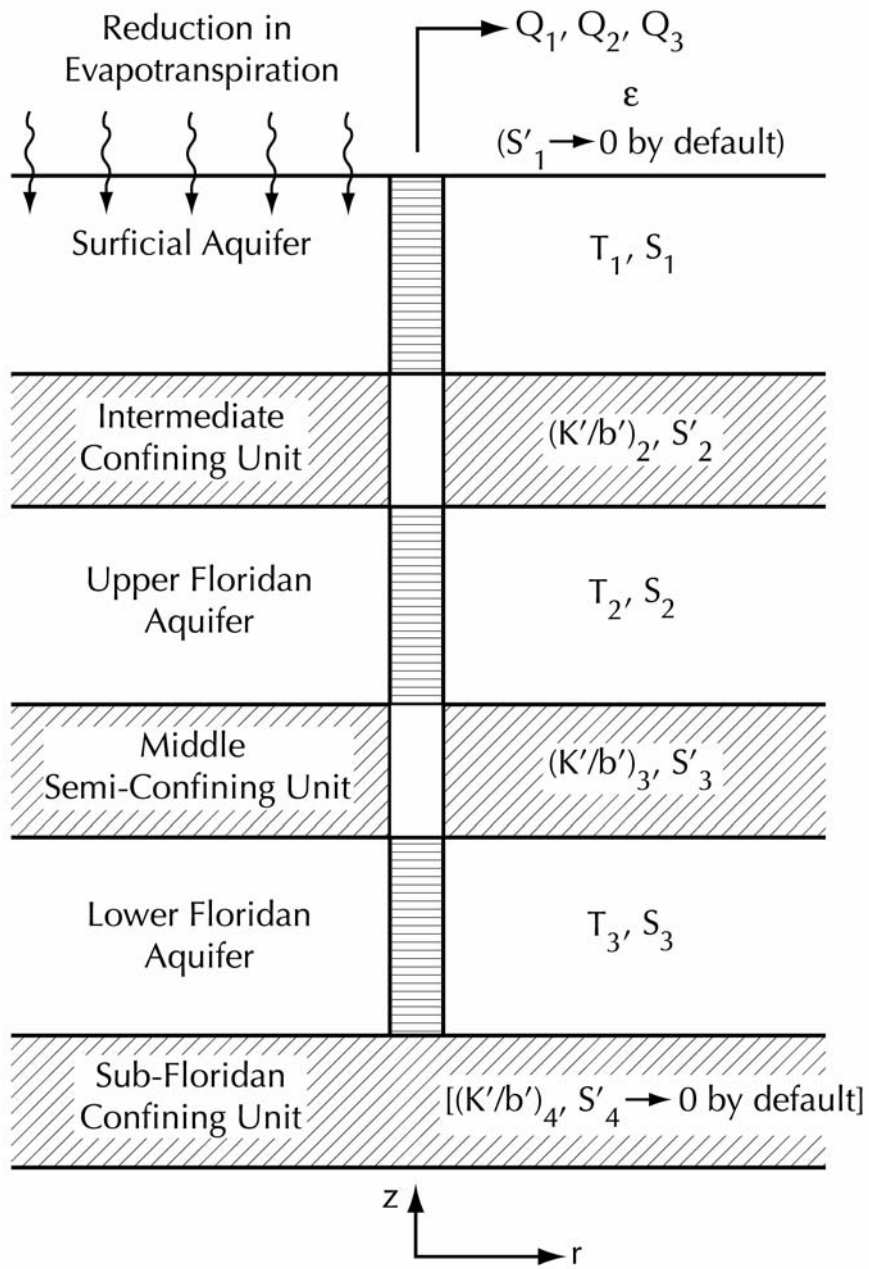 Reduction in
Evapotranspiration
Q₁, Q₂, Q₃
ε
(S′₁→0 by default)
Surficial Aquifer
T₁, S₁
Intermediate
Confining Unit
(K′/b′)₂, S′₂
Upper Floridan
Aquifer
T₂, S₂
Middle
Semi-Confining Unit
(K′/b′)₃, S′₃
Lower Floridan
Aquifer
T₃, S₃
Sub-Floridan
Confining Unit
[(K′/b′)₄, S′₄→0 by default]
z
r